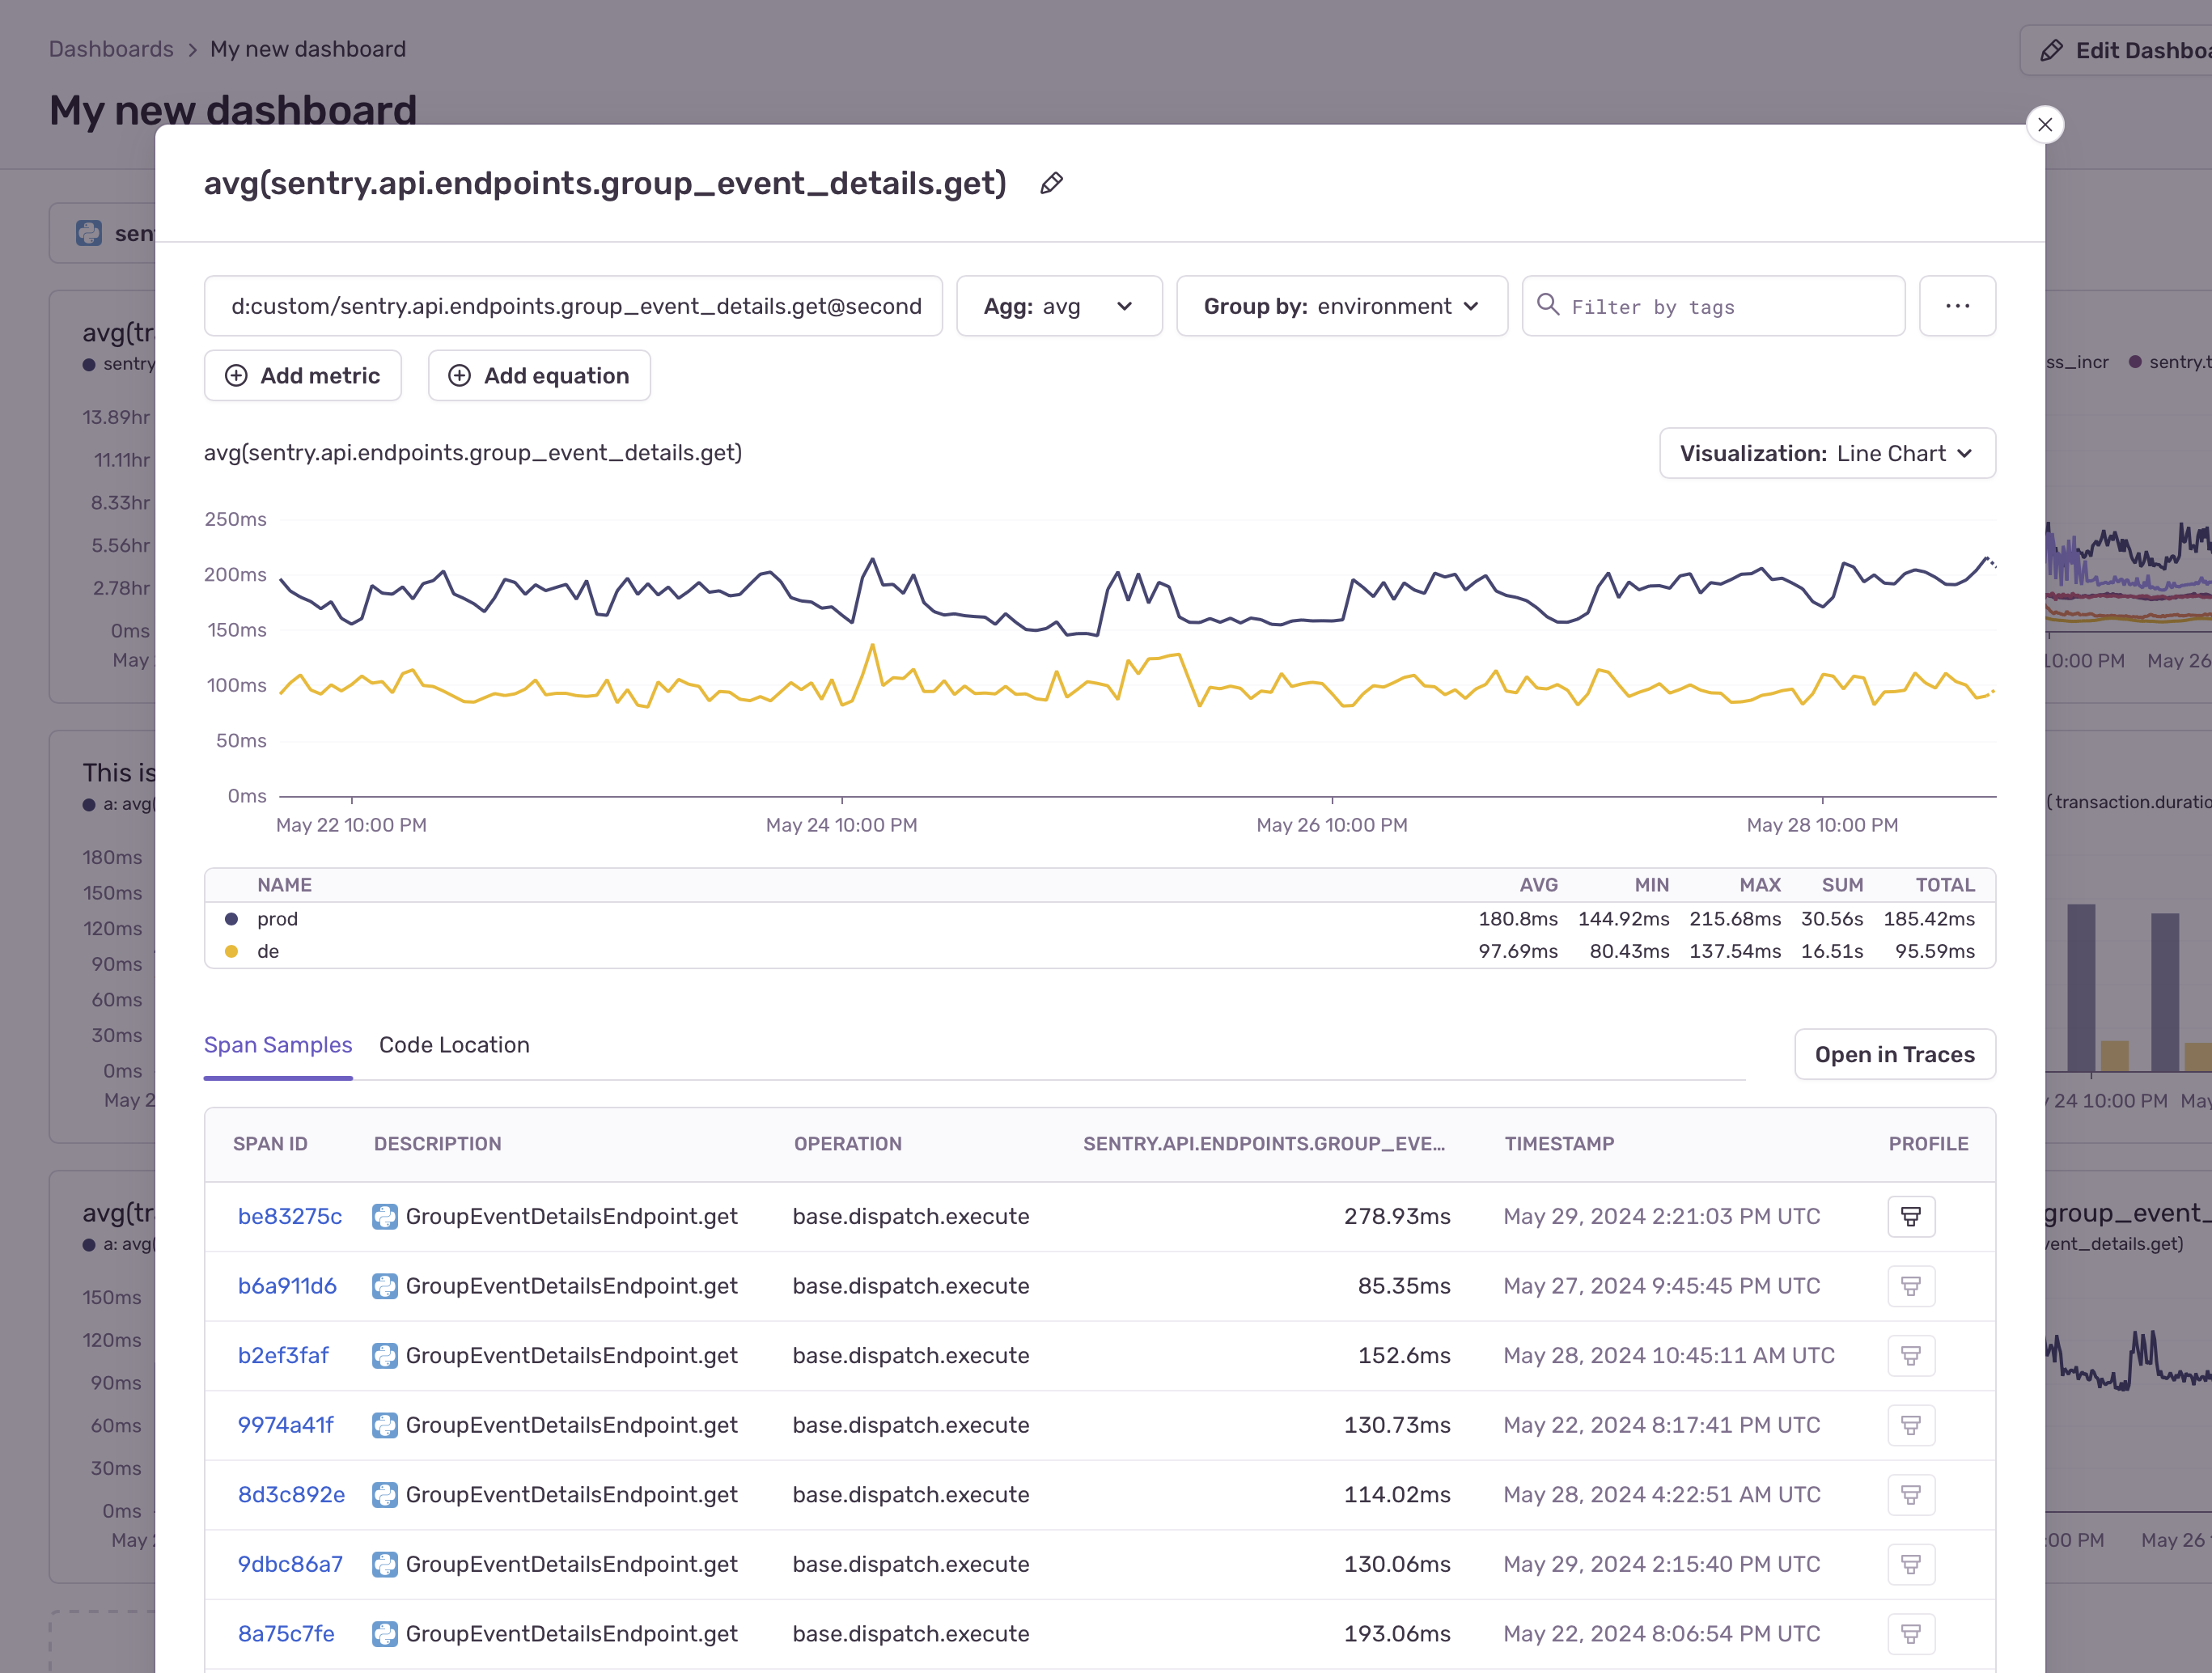 Dashboards > My new dashboard
Edit Dashboa
My new dashboard
avg(sentry.api.endpoints.group_event_details.get)
sen
d:custom/sentry.api.endpoints.group_event_details.get@second
Agg: avg
Group by: environment
Filter by tags
...
Add metric
Add equation
avg(sentry.api.endpoints.group_event_details.get)
Visualization: Line Chart
250ms
200ms
150ms
100ms
50ms
0ms
May 22 10:00 PM
May 24 10:00 PM
May 26 10:00 PM
May 28 10:00 PM
NAME AVG MIN MAX SUM TOTAL
prod 180.8ms 144.92ms 215.68ms 30.56s 185.42ms
de 97.69ms 80.43ms 137.54ms 16.51s 95.59ms
Span Samples
Code Location
Open in Traces
SPAN ID DESCRIPTION OPERATION SENTRY.API.ENDPOINTS.GROUP_EVE... TIMESTAMP PROFILE
be83275c GroupEventDetailsEndpoint.get base.dispatch.execute 278.93ms May 29, 2024 2:21:03 PM UTC
b6a911d6 GroupEventDetailsEndpoint.get base.dispatch.execute 85.35ms May 27, 2024 9:45:45 PM UTC
b2ef3faf GroupEventDetailsEndpoint.get base.dispatch.execute 152.6ms May 28, 2024 10:45:11 AM UTC
9974a41f GroupEventDetailsEndpoint.get base.dispatch.execute 130.73ms May 22, 2024 8:17:41 PM UTC
8d3c892e GroupEventDetailsEndpoint.get base.dispatch.execute 114.02ms May 28, 2024 4:22:51 AM UTC
9dbc86a7 GroupEventDetailsEndpoint.get base.dispatch.execute 130.06ms May 29, 2024 2:15:40 PM UTC
8a75c7fe GroupEventDetailsEndpoint.get base.dispatch.execute 193.06ms May 22, 2024 8:06:54 PM UTC
avg(tr
sentry
13.89hr
11.11hr
8.33hr
5.56hr
2.78hr
0ms
May
This is
a: avg(
180ms
150ms
120ms
90ms
60ms
30ms
0ms
May 2
avg(tr
a: avg(
150ms
120ms
90ms
60ms
30ms
0ms
May
ss_incr
sentry.t
10:00 PM
May 26
(transaction.duratio
24 10:00 PM
May
group_event_
vent_details.get)
:00 PM
May 26